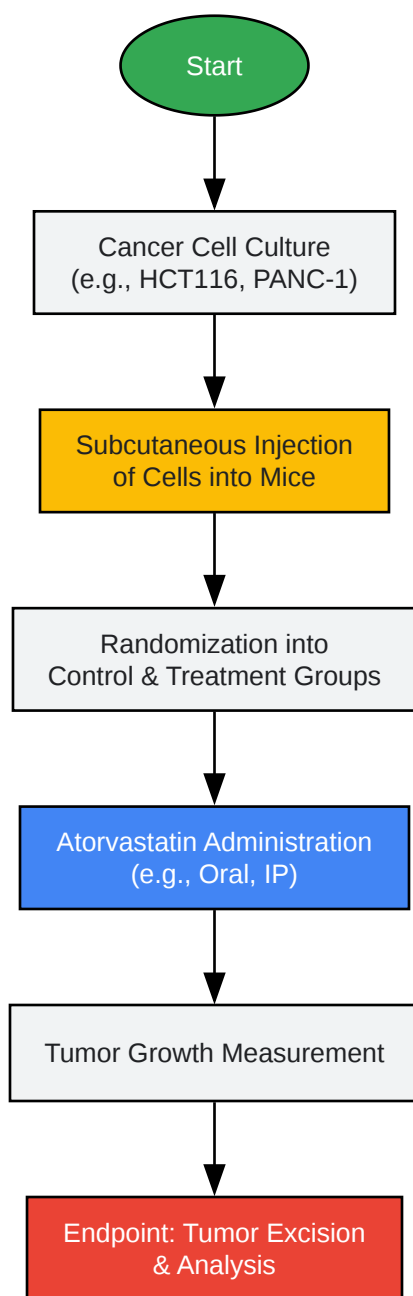 Start
Cancer Cell Culture
(e.g., HCT116, PANC-1)
Subcutaneous Injection
of Cells into Mice
Randomization into
Control & Treatment Groups
Atorvastatin Administration
(e.g., Oral, IP)
Tumor Growth Measurement
Endpoint: Tumor Excision
& Analysis